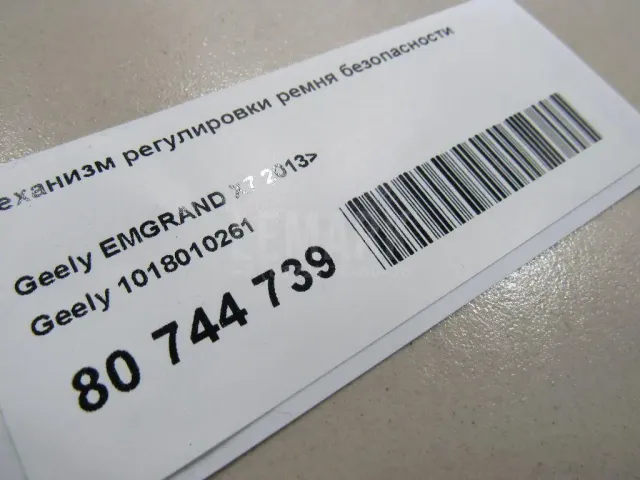 еханизм регулировки ремня безопасности
Geely EMGRAND X7 2013>
Geely 1018010261
80 744 739